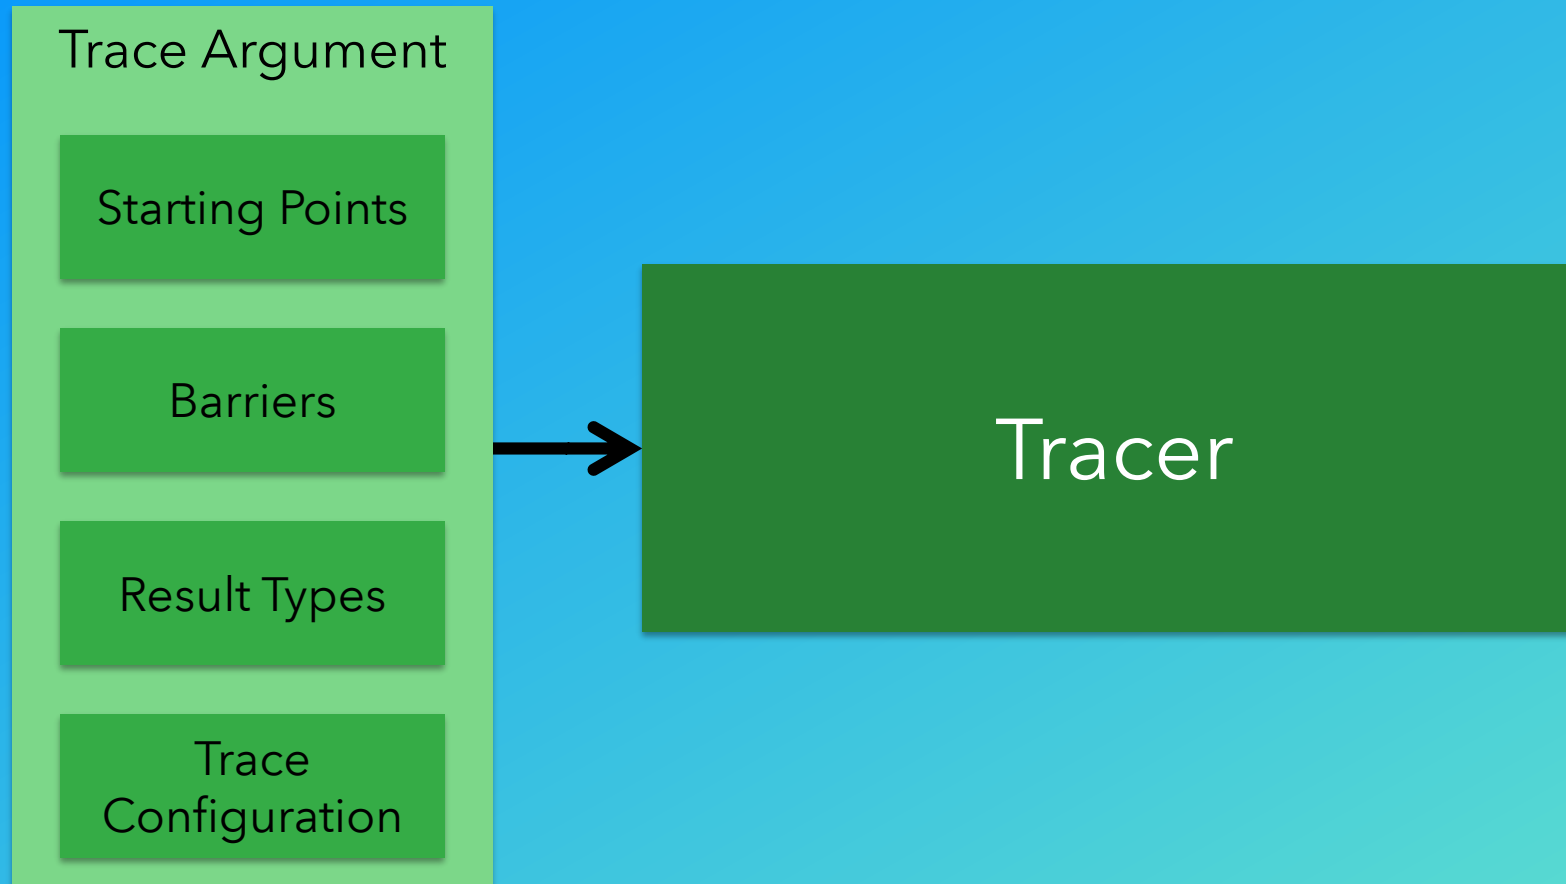 Trace Argument
Starting Points
Barriers
Result Types
Trace
Configuration
Tracer